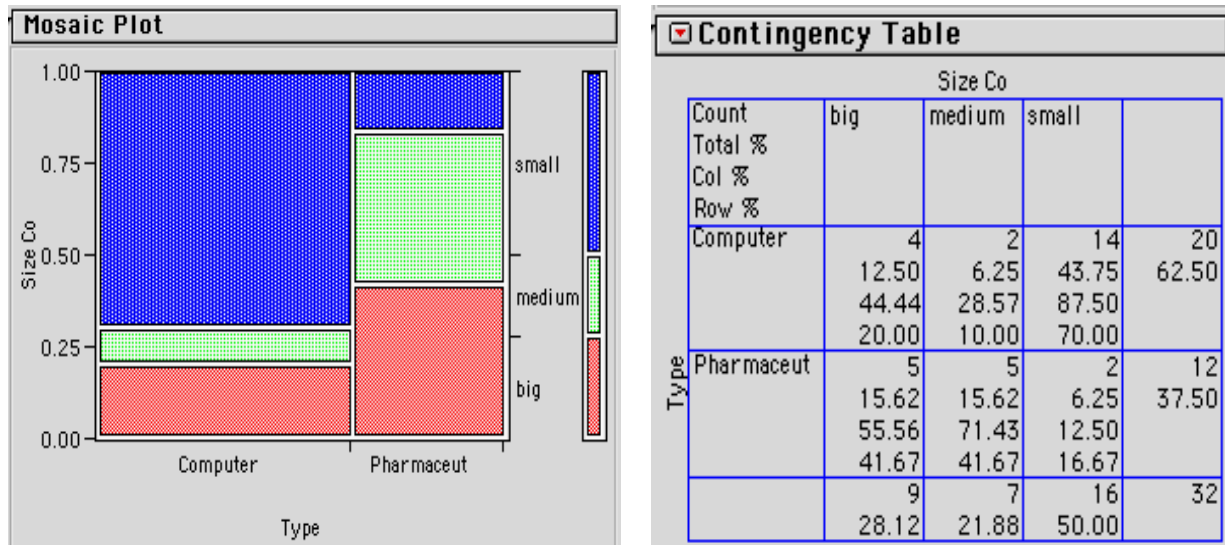 Mosaic Plot
1.00
0.75
0.50
0.25
0.00
Size Co
small
medium
big
Computer Pharmaceut
Type
Contingency Table
Size Co
Count big medium small
Total %
Col %
Row %
Type
Computer 4 2 14 20
12.50 6.25 43.75 62.50
44.44 28.57 87.50
20.00 10.00 70.00
Pharmaceut 5 5 2 12
15.62 15.62 6.25 37.50
55.56 71.43 12.50
41.67 41.67 16.67
9 7 16 32
28.12 21.88 50.00